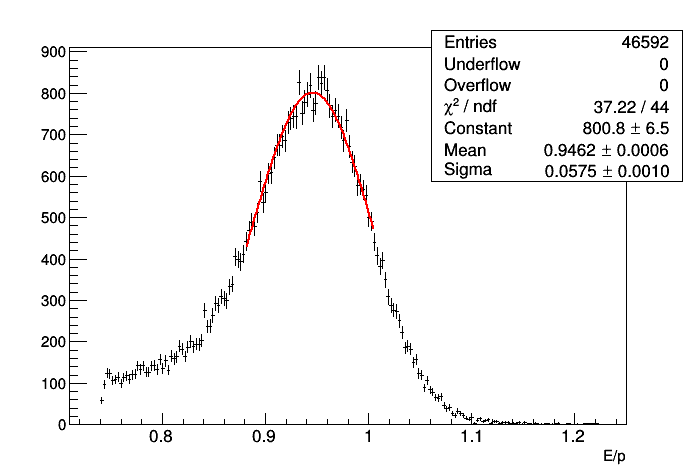 Entries 46592
Underflow 0
Overflow 0
χ² / ndf 37.22 / 44
Constant 800.8 ± 6.5
Mean 0.9462 ± 0.0006
Sigma 0.0575 ± 0.0010
900
800
700
600
500
400
300
200
100
0
0.8 0.9 1 1.1 1.2
E/p